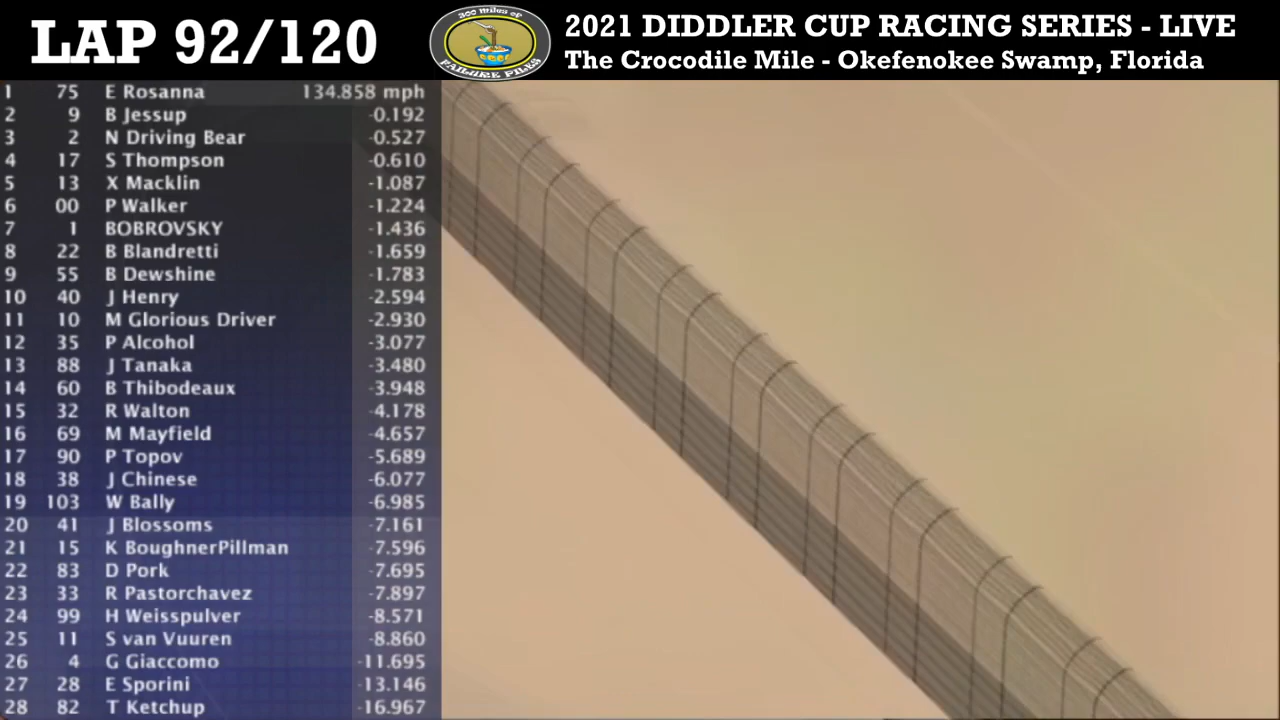 LAP 92/120
300 Miles of
FAILURE PILES
2021 DIDDLER CUP RACING SERIES - LIVE
The Crocodile Mile - Okefenokee Swamp, Florida
1 75 E Rosanna 134.858 mph
2 9 B Jessup -0.192
3 2 N Driving Bear -0.527
4 17 S Thompson -0.610
5 13 X Macklin -1.087
6 00 P Walker -1.224
7 1 BOBROVSKY -1.436
8 22 B Blandretti -1.659
9 55 B Dewshine -1.783
10 40 J Henry -2.594
11 10 M Glorious Driver -2.930
12 35 P Alcohol -3.077
13 88 J Tanaka -3.480
14 60 B Thibodeaux -3.948
15 32 R Walton -4.178
16 69 M Mayfield -4.657
17 90 P Topov -5.689
18 38 J Chinese -6.077
19 103 W Bally -6.985
20 41 J Blossoms -7.161
21 15 K BoughnerPillman -7.596
22 83 D Pork -7.695
23 33 R Pastorchavez -7.897
24 99 H Weisspulver -8.571
25 11 S van Vuuren -8.860
26 4 G Giaccomo -11.695
27 28 E Sporini -13.146
28 82 T Ketchup -16.967